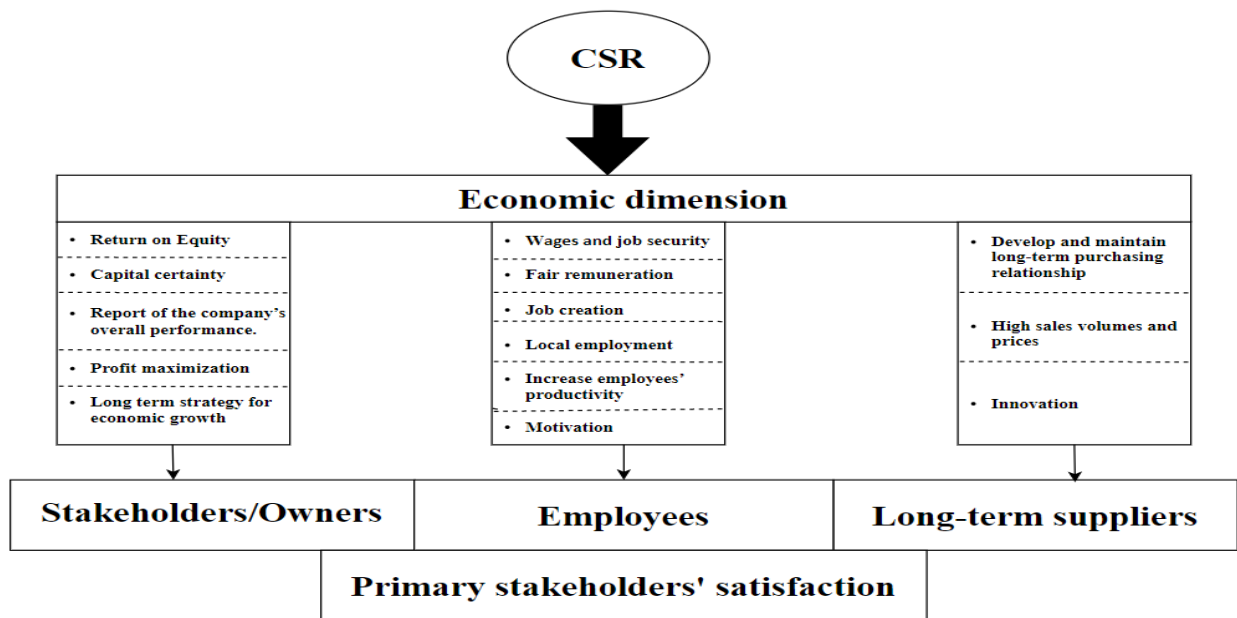 CSR
Economic dimension
• Return on Equity
• Capital certainty
• Report of the company's
overall performance.
• Profit maximization
• Long term strategy for
economic growth
• Wages and job security
• Fair remuneration
• Job creation
• Local employment
• Increase employees'
productivity
• Motivation
• Develop and maintain
long-term purchasing
relationship
• High sales volumes and
prices
• Innovation
Stakeholders/Owners
Employees
Long-term suppliers
Primary stakeholders' satisfaction